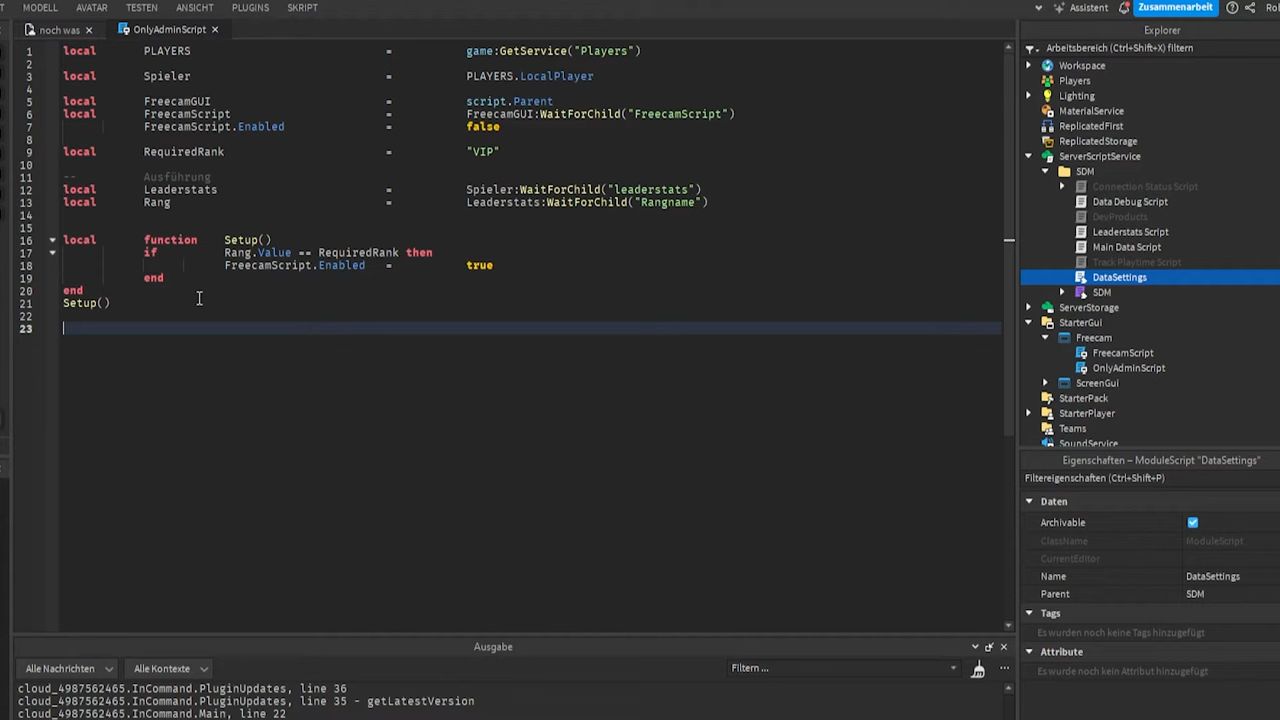 MODELL AVATAR TESTEN ANSICHT PLUGINS SKRIPT Assistent Zusammenarbeit
noch was OnlyAdminScript
1 local PLAYERS = game:GetService("Players")
2
3 local Spieler = PLAYERS.LocalPlayer
4
5 local FreecamGUI = script.Parent
6 local FreecamScript = FreecamGUI:WaitForChild("FreecamScript")
7 FreecamScript.Enabled = false
8
9 local RequiredRank = "VIP"
10
11 -- Ausführung
12 local Leaderstats = Spieler:WaitForChild("leaderstats")
13 local Rang = Leaderstats:WaitForChild("Rangname")
14
15
16 local function Setup()
17 if Rang.Value == RequiredRank then
18 FreecamScript.Enabled = true
19 end
20 end
21 Setup()
22
23
Explorer
Arbeitsbereich (Ctrl+Shift+X) filtern
Workspace
Players
Lighting
MaterialService
ReplicatedFirst
ReplicatedStorage
ServerScriptService
SDM
Connection Status Script
Data Debug Script
DevProducts
Leaderstats Script
Main Data Script
Track Playtime Script
DataSettings
SDM
ServerStorage
StarterGui
Freecam
FreecamScript
OnlyAdminScript
ScreenGui
StarterPack
StarterPlayer
Teams
SoundService
Eigenschaften – ModuleScript "DataSettings"
Filtereigenschaften (Ctrl+Shift+P)
Daten
Archivable
ClassName ModuleScript
CurrentEditor
Name DataSettings
Parent SDM
Tags
Es wurden noch keine Tags hinzugefügt
Attribute
Es wurde noch kein Attribut hinzugefügt
Ausgabe
Alle Nachrichten Alle Kontexte Filtern ...
cloud_4987562465.InCommand.PluginUpdates, line 36
cloud_4987562465.InCommand.PluginUpdates, line 35 - getLatestVersion
cloud_4987562465.InCommand.Main, line 22